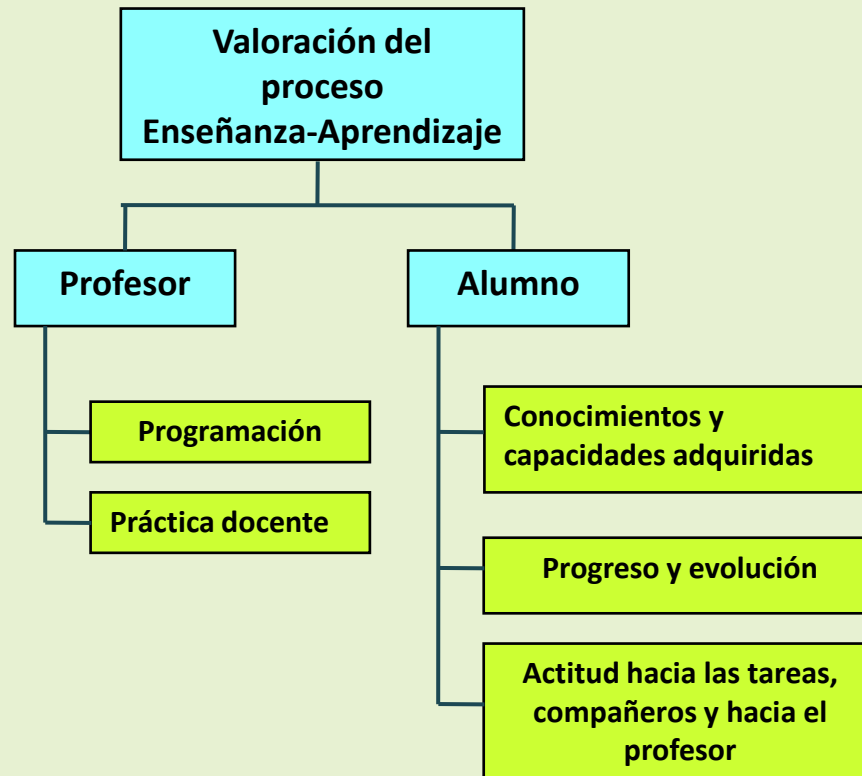 Valoración del
proceso
Enseñanza-Aprendizaje
Profesor
Alumno
Programación
Práctica docente
Conocimientos y
capacidades adquiridas
Progreso y evolución
Actitud hacia las tareas,
compañeros y hacia el
profesor